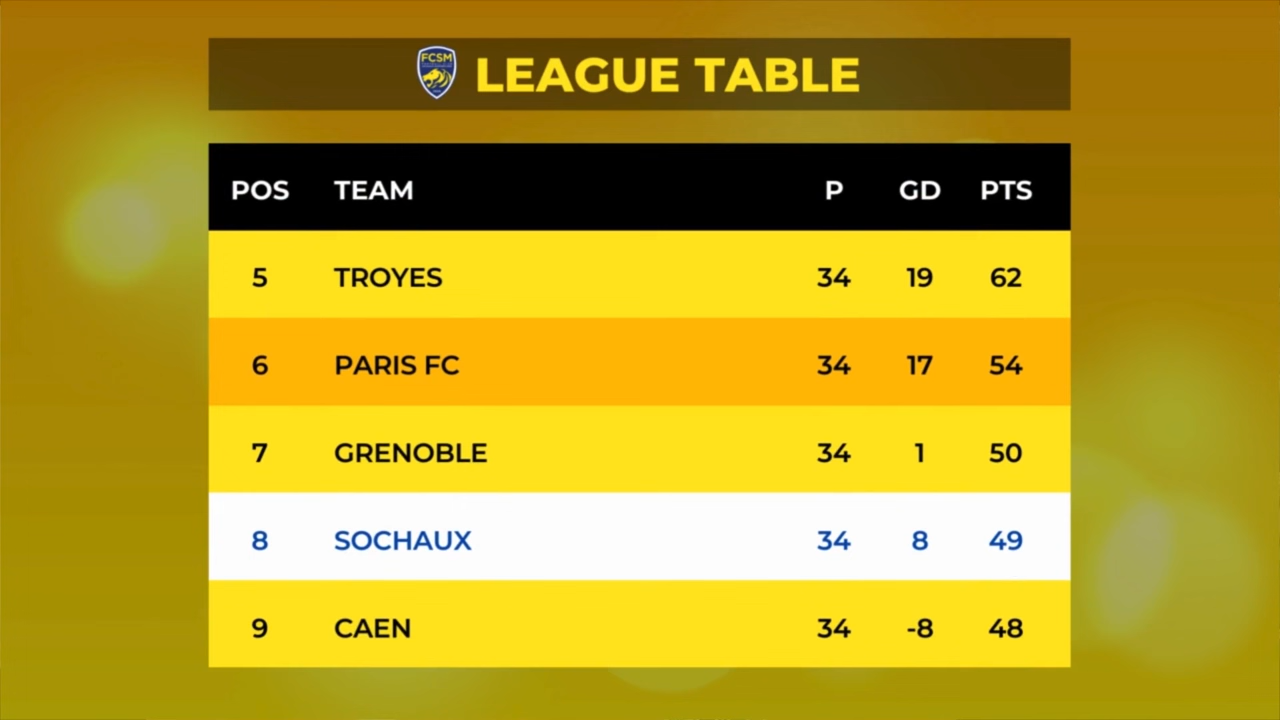 FCSM
LEAGUE TABLE
POS TEAM P GD PTS
5 TROYES 34 19 62
6 PARIS FC 34 17 54
7 GRENOBLE 34 1 50
8 SOCHAUX 34 8 49
9 CAEN 34 -8 48